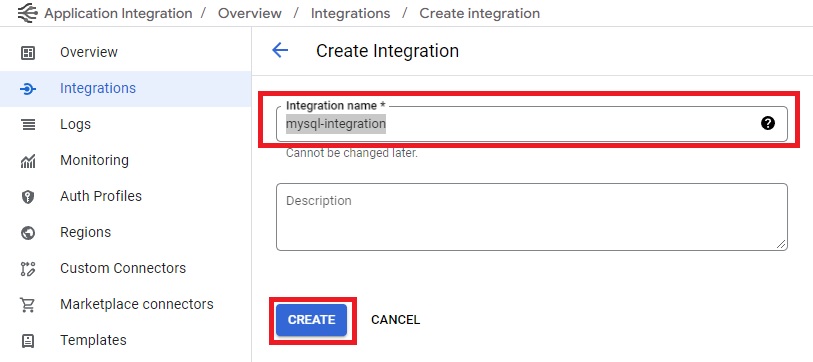 Application Integration / Overview / Integrations / Create integration
Overview
Integrations
Logs
Monitoring
Auth Profiles
Regions
Custom Connectors
Marketplace connectors
Templates
Create Integration
Integration name *
mysql-integration
Cannot be changed later.
Description
CREATE CANCEL